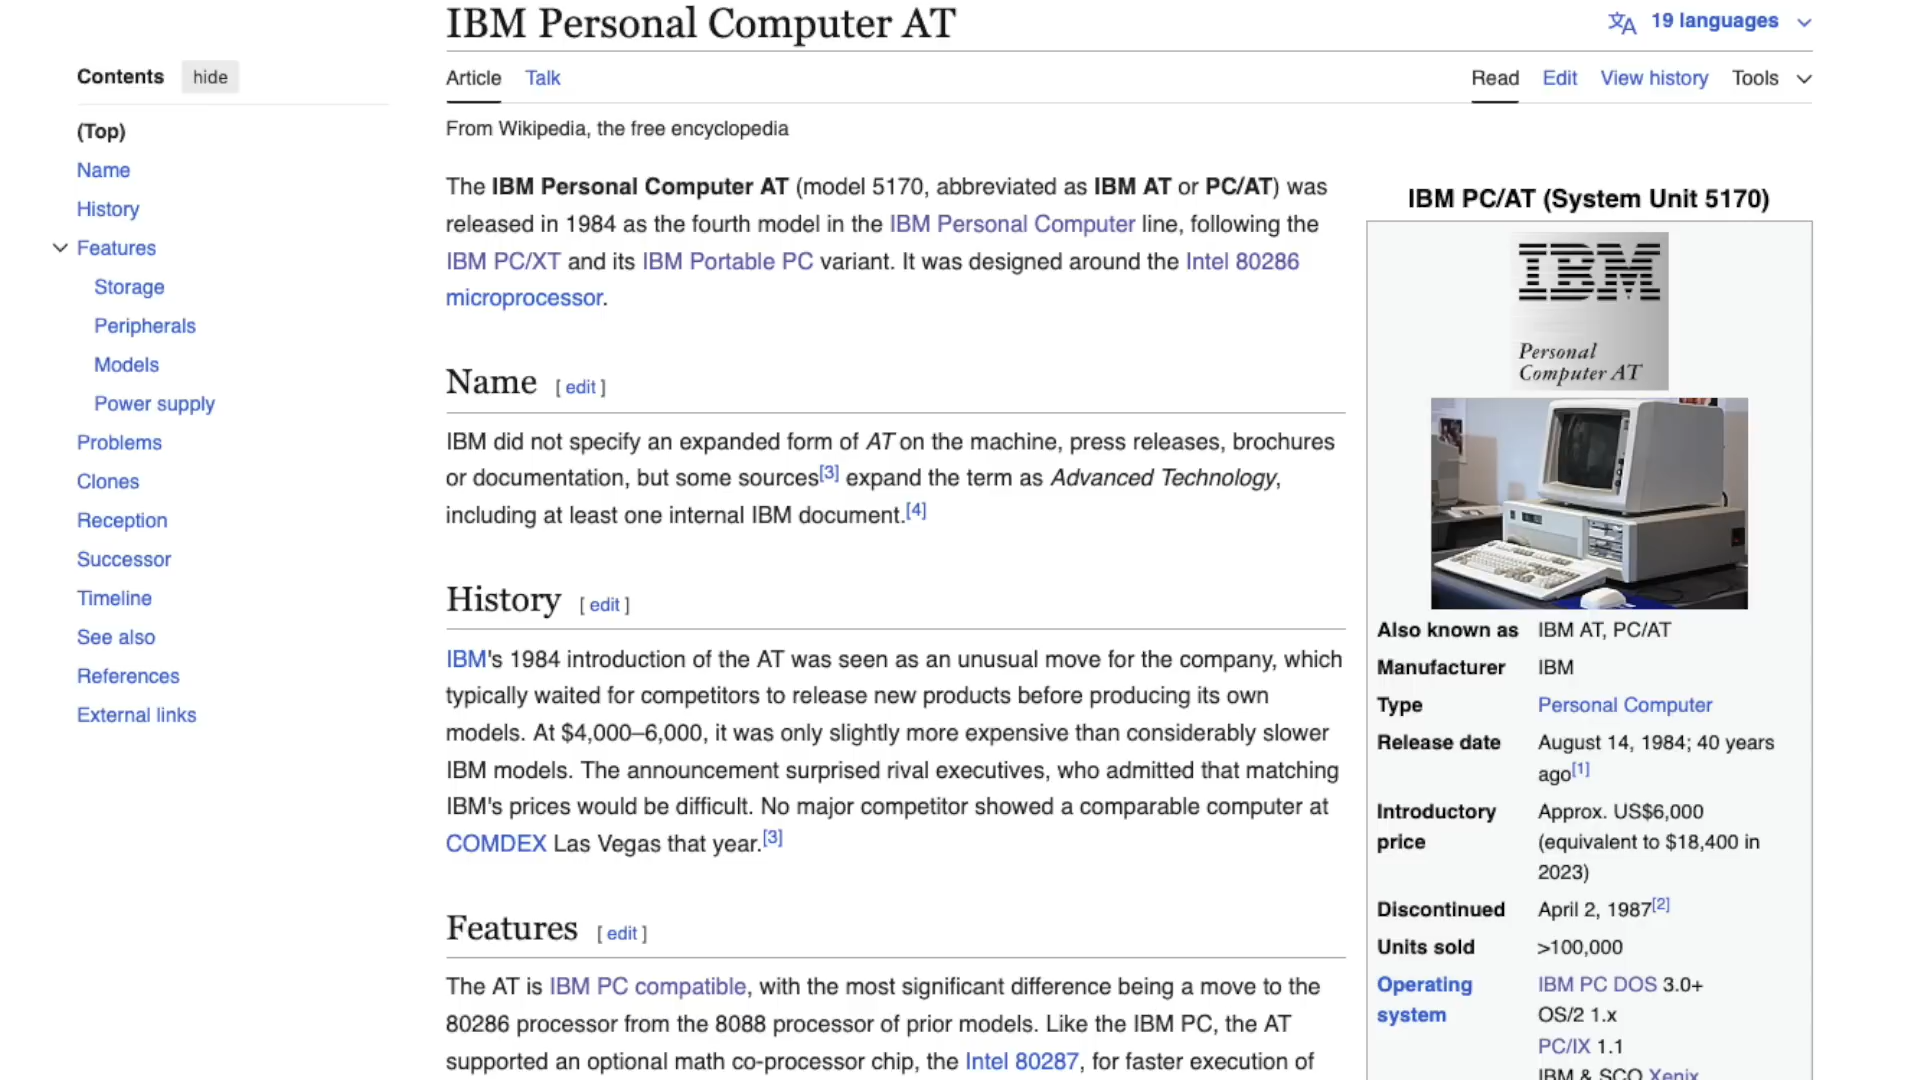 IBM Personal Computer AT
19 languages
Contents hide
(Top)
Name
History
Features
Storage
Peripherals
Models
Power supply
Problems
Clones
Reception
Successor
Timeline
See also
References
External links
Article Talk
Read Edit View history Tools
From Wikipedia, the free encyclopedia
The IBM Personal Computer AT (model 5170, abbreviated as IBM AT or PC/AT) was
released in 1984 as the fourth model in the IBM Personal Computer line, following the
IBM PC/XT and its IBM Portable PC variant. It was designed around the Intel 80286
microprocessor.
Name [ edit ]
IBM did not specify an expanded form of AT on the machine, press releases, brochures
or documentation, but some sources[3] expand the term as Advanced Technology,
including at least one internal IBM document.[4]
History [ edit ]
IBM's 1984 introduction of the AT was seen as an unusual move for the company, which
typically waited for competitors to release new products before producing its own
models. At $4,000–6,000, it was only slightly more expensive than considerably slower
IBM models. The announcement surprised rival executives, who admitted that matching
IBM's prices would be difficult. No major competitor showed a comparable computer at
COMDEX Las Vegas that year.[3]
Features [ edit ]
The AT is IBM PC compatible, with the most significant difference being a move to the
80286 processor from the 8088 processor of prior models. Like the IBM PC, the AT
supported an optional math co-processor chip, the Intel 80287, for faster execution of
IBM PC/AT (System Unit 5170)
IBM
Personal
Computer AT
Also known as IBM AT, PC/AT
Manufacturer IBM
Type Personal Computer
Release date August 14, 1984; 40 years
ago[1]
Introductory Approx. US$6,000
price (equivalent to $18,400 in
2023)
Discontinued April 2, 1987[2]
Units sold >100,000
Operating IBM PC DOS 3.0+
system OS/2 1.x
PC/IX 1.1
IBM & SCO Xenix